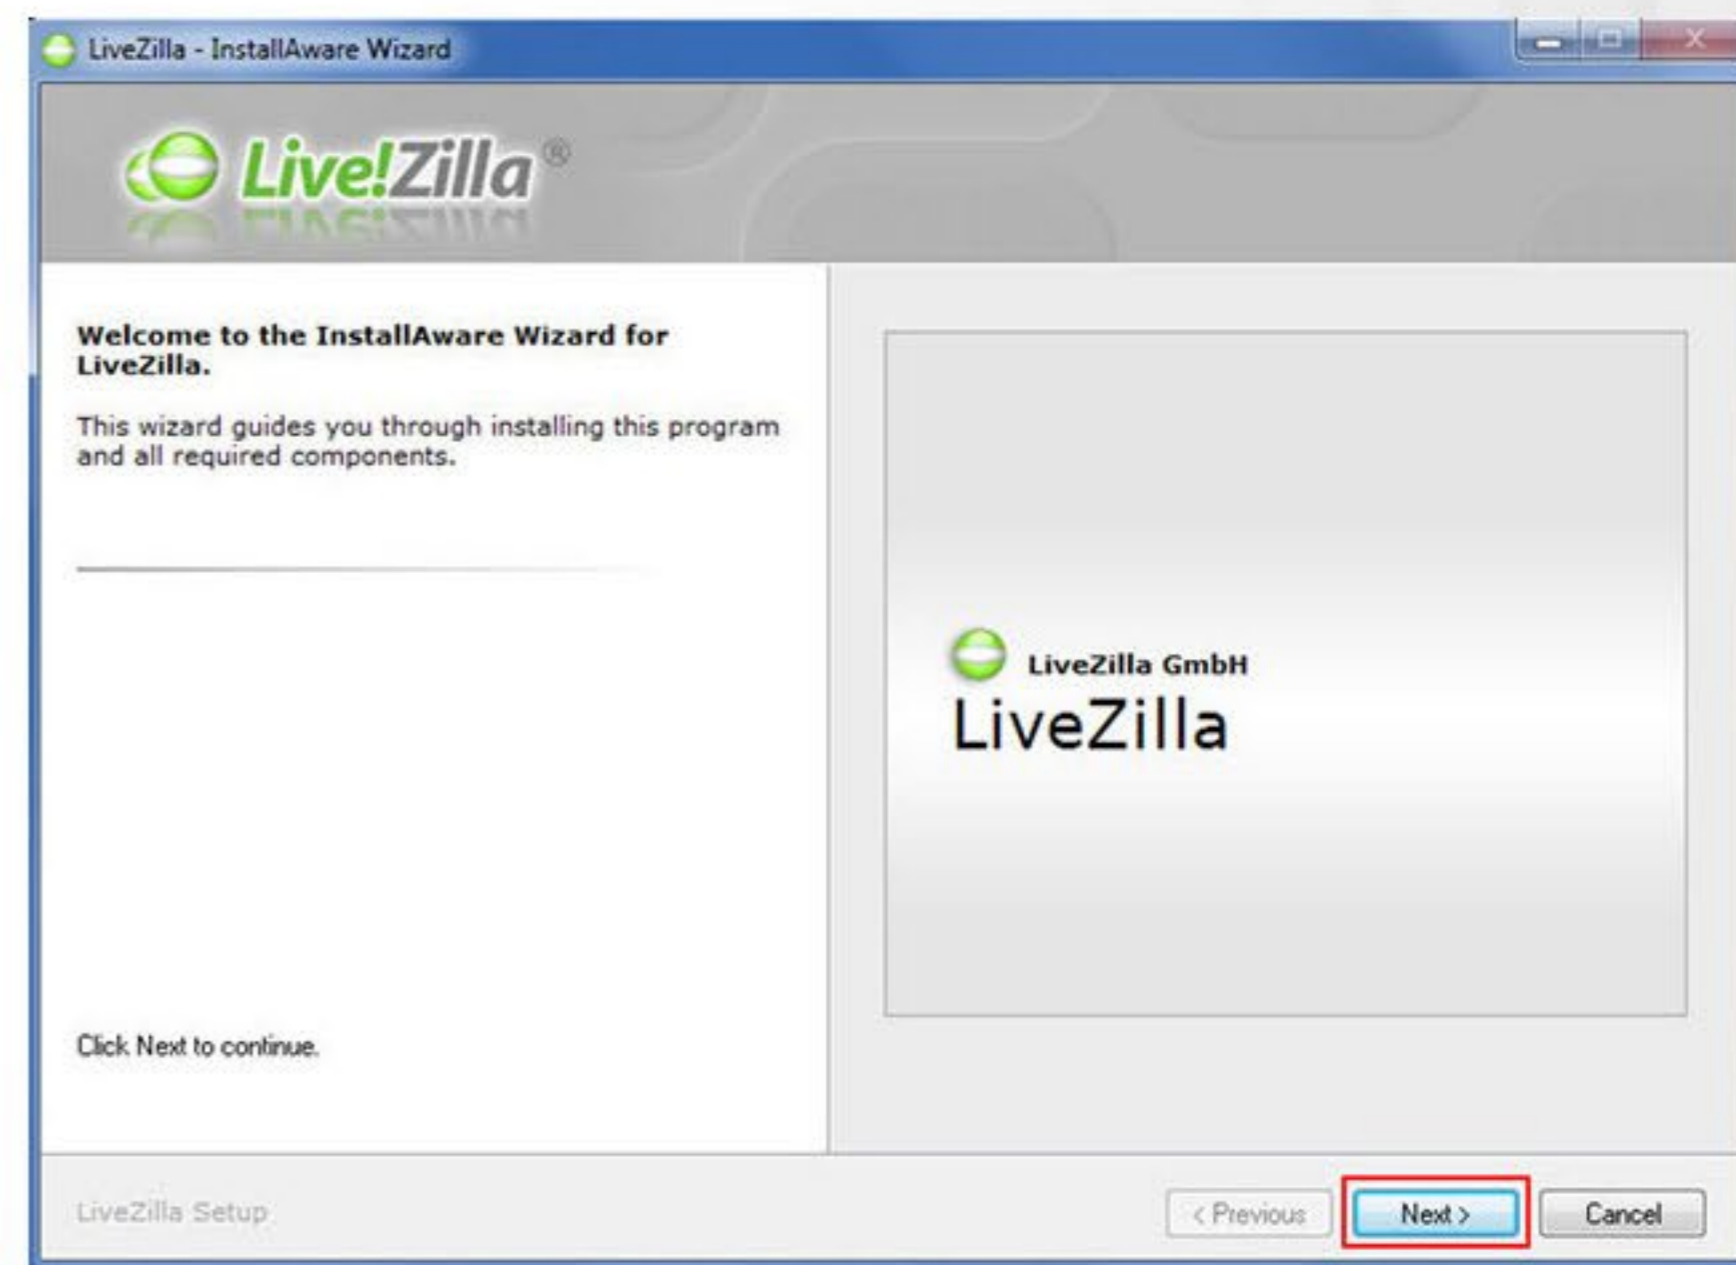 LiveZilla - InstallAware Wizard
Live!Zilla®
Welcome to the InstallAware Wizard for
LiveZilla.
This wizard guides you through installing this program
and all required components.
LiveZilla GmbH
LiveZilla
Click Next to continue.
LiveZilla Setup
< Previous
Next >
Cancel